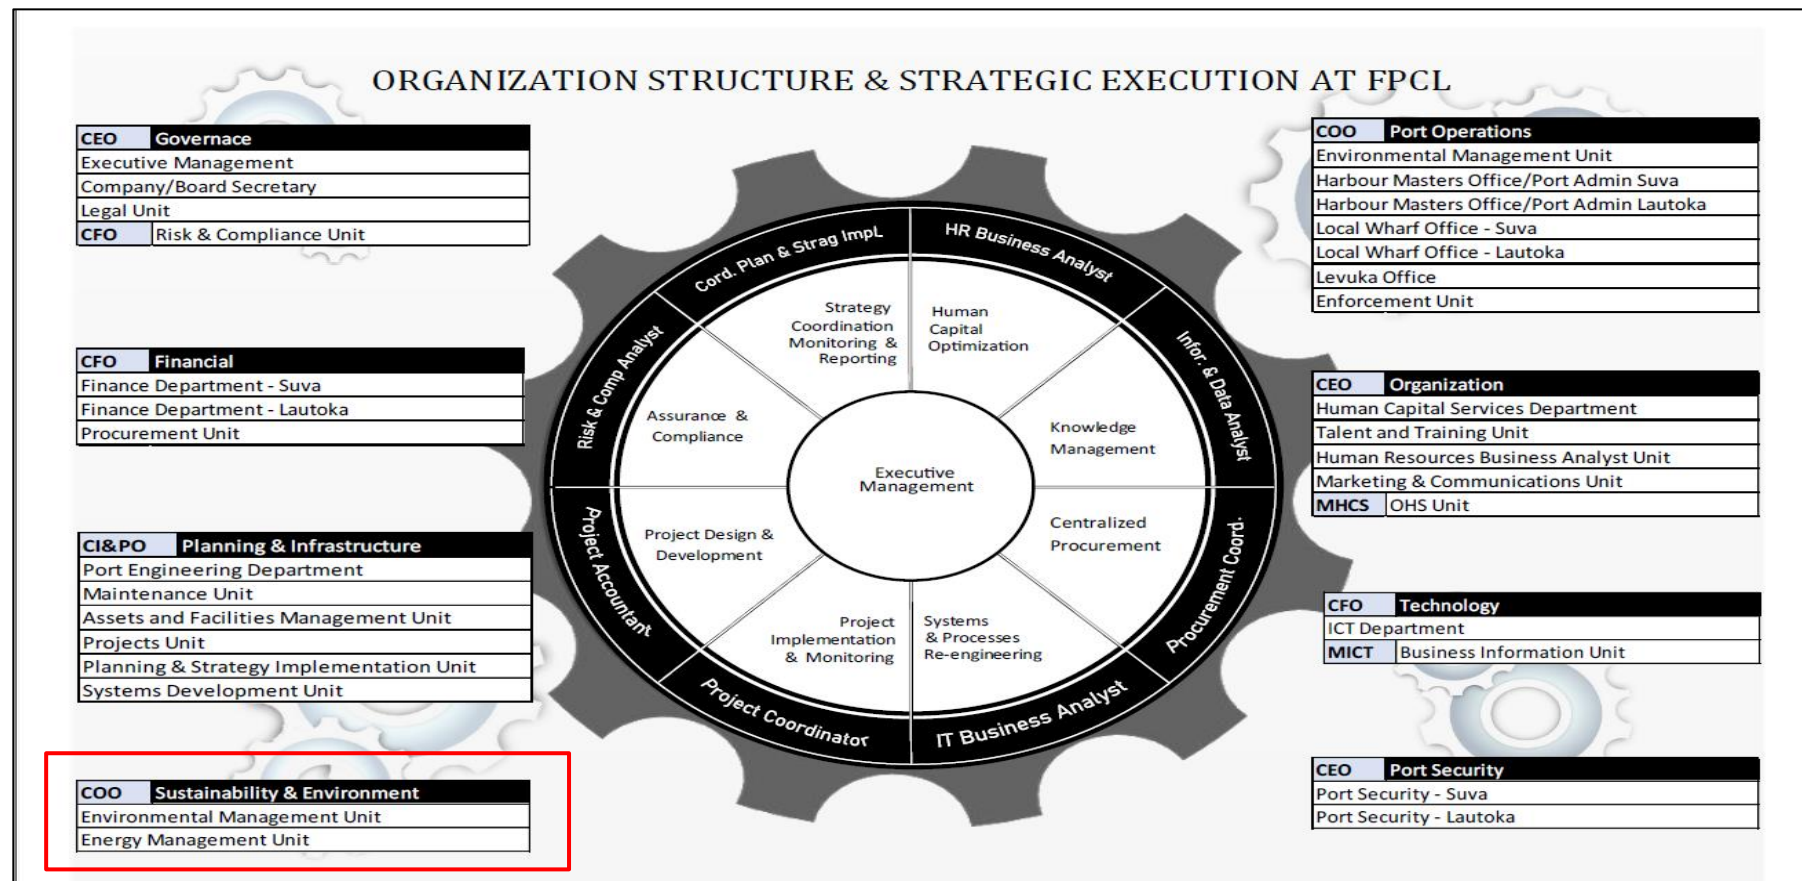 ORGANIZATION STRUCTURE & STRATEGIC EXECUTION AT FPCL
CEO Governace
Executive Management
Company/Board Secretary
Legal Unit
CFO Risk & Compliance Unit
CFO Financial
Finance Department - Suva
Finance Department - Lautoka
Procurement Unit
CI&PO Planning & Infrastructure
Port Engineering Department
Maintenance Unit
Assets and Facilities Management Unit
Projects Unit
Planning & Strategy Implementation Unit
Systems Development Unit
COO Sustainability & Environment
Environmental Management Unit
Energy Management Unit
Cord. Plan & Strag ImpL
HR Business Analyst
Infor. & Data Analyst
Procurement Coord.
IT Business Analyst
Project Coordinator
Project Accountant
Risk & Comp Analyst
Strategy
Coordination
Monitoring &
Reporting
Human
Capital
Optimization
Knowledge
Management
Centralized
Procurement
Systems
& Processes
Re-engineering
Project
Implementation
& Monitoring
Project Design &
Development
Assurance &
Compliance
Executive
Management
COO Port Operations
Environmental Management Unit
Harbour Masters Office/Port Admin Suva
Harbour Masters Office/Port Admin Lautoka
Local Wharf Office - Suva
Local Wharf Office - Lautoka
Levuka Office
Enforcement Unit
CEO Organization
Human Capital Services Department
Talent and Training Unit
Human Resources Business Analyst Unit
Marketing & Communications Unit
MHCS OHS Unit
CFO Technology
ICT Department
MICT Business Information Unit
CEO Port Security
Port Security - Suva
Port Security - Lautoka